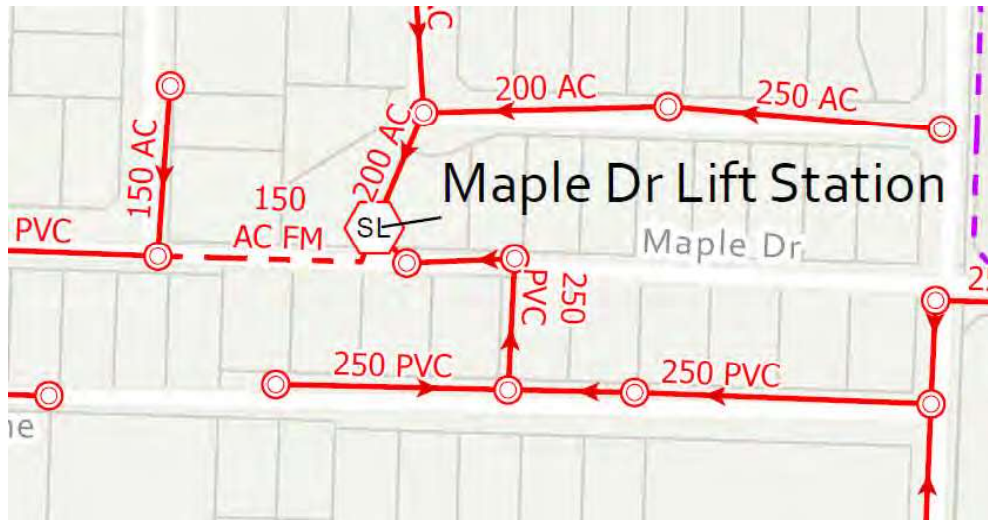 AC
200 AC
250 AC
150 AC
200 AC
Maple Dr Lift Station
150
AC FM
SL
PVC
Maple Dr
250
PVC
250 PVC
250 PVC